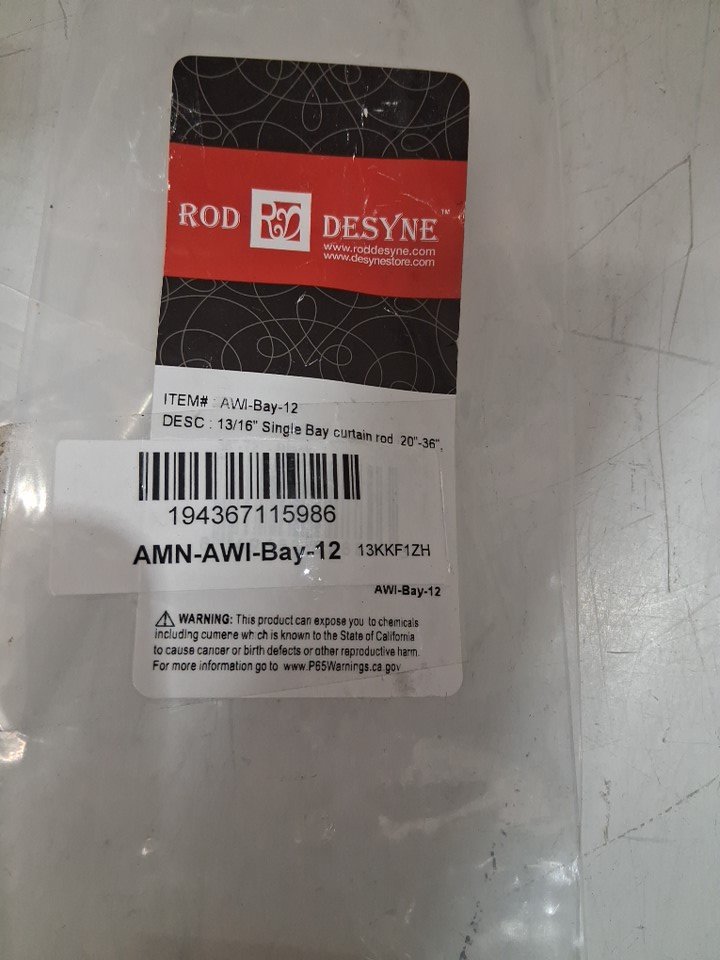 ROD RD DESYNE™
www.roddesyne.com
www.desynestore.com
ITEM# : AWI-Bay-12
DESC : 13/16" Single Bay curtain rod 20"-36",
194367115986
AMN-AWI-Bay-12 13KKF1ZH
AWI-Bay-12
WARNING: This product can expose you to chemicals
including cumene which is known to the State of California
to cause cancer or birth defects or other reproductive harm.
For more information go to www.P65Warnings.ca.gov